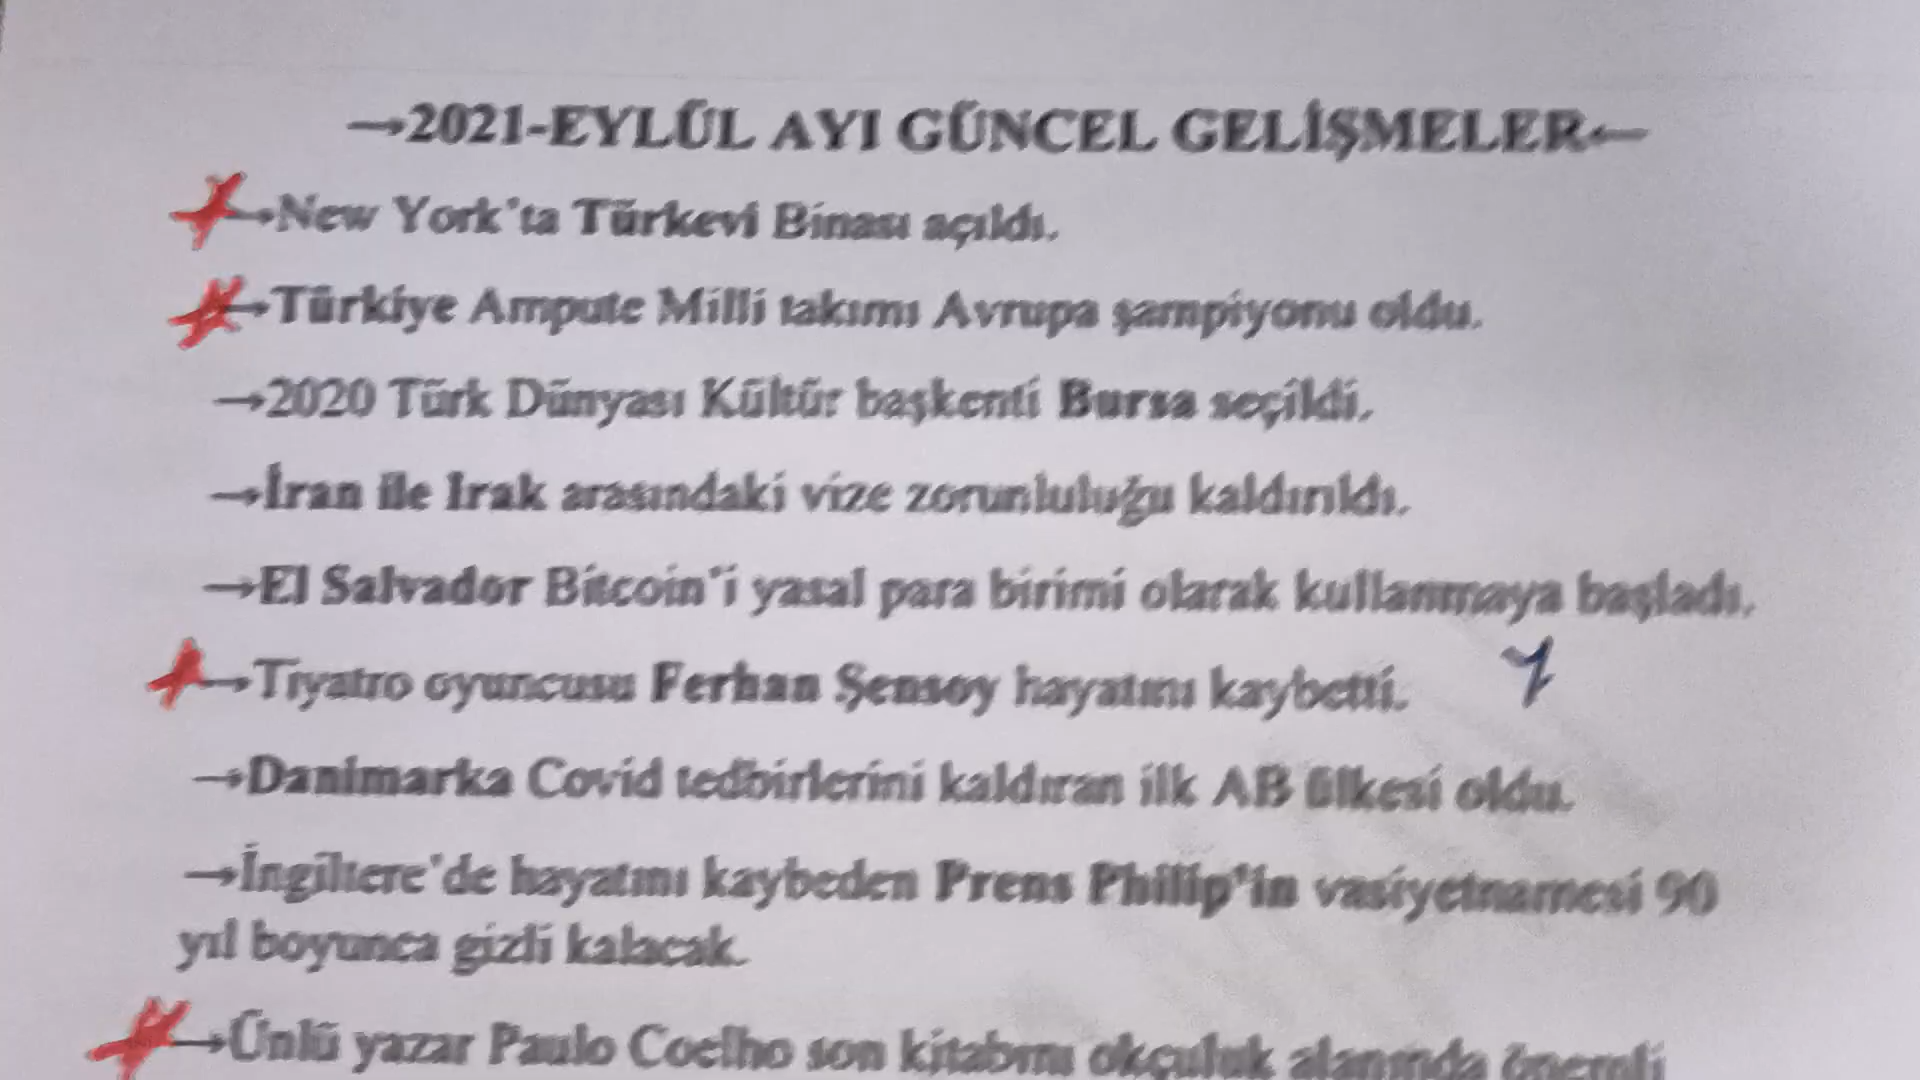 →2021-EYLÜL AYI GÜNCEL GELİŞMELER←
→New York'ta Türkevi Binası açıldı.
→Türkiye Ampute Milli takımı Avrupa şampiyonu oldu.
→2020 Türk Dünyası Kültür başkenti Bursa seçildi.
→İran ile Irak arasındaki vize zorunluluğu kaldırıldı.
→El Salvador Bitcoin'i yasal para birimi olarak kullanmaya başladı.
→Tiyatro oyuncusu Ferhan Şensoy hayatını kaybetti.
→Danimarka Covid tedbirlerini kaldıran ilk AB ülkesi oldu.
→İngiltere'de hayatını kaybeden Prens Philip'in vasiyetnamesi 90
yıl boyunca gizli kalacak.
→Ünlü yazar Paulo Coelho son kitabını okçuluk alanında önemli